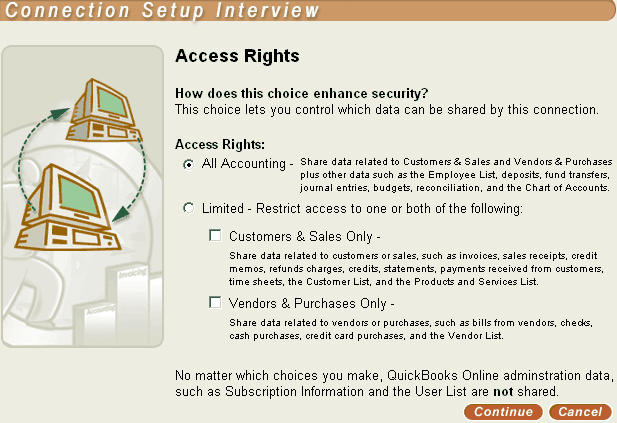 Connection Setup Interview
Access Rights
How does this choice enhance security?
This choice lets you control which data can be shared by this connection.
Access Rights:
All Accounting - Share data related to Customers & Sales and Vendors & Purchases
plus other data such as the Employee List, deposits, fund transfers,
journal entries, budgets, reconciliation, and the Chart of Accounts.
Limited - Restrict access to one or both of the following:
Customers & Sales Only -
Share data related to customers or sales, such as invoices, sales receipts, credit
memos, refunds charges, credits, statements, payments received from customers,
time sheets, the Customer List, and the Products and Services List.
Vendors & Purchases Only -
Share data related to vendors or purchases, such as bills from vendors, checks,
cash purchases, credit card purchases, and the Vendor List.
Invoicing
Accounting
No matter which choices you make, QuickBooks Online adminstration data,
such as Subscription Information and the User List are not shared.
Continue
Cancel